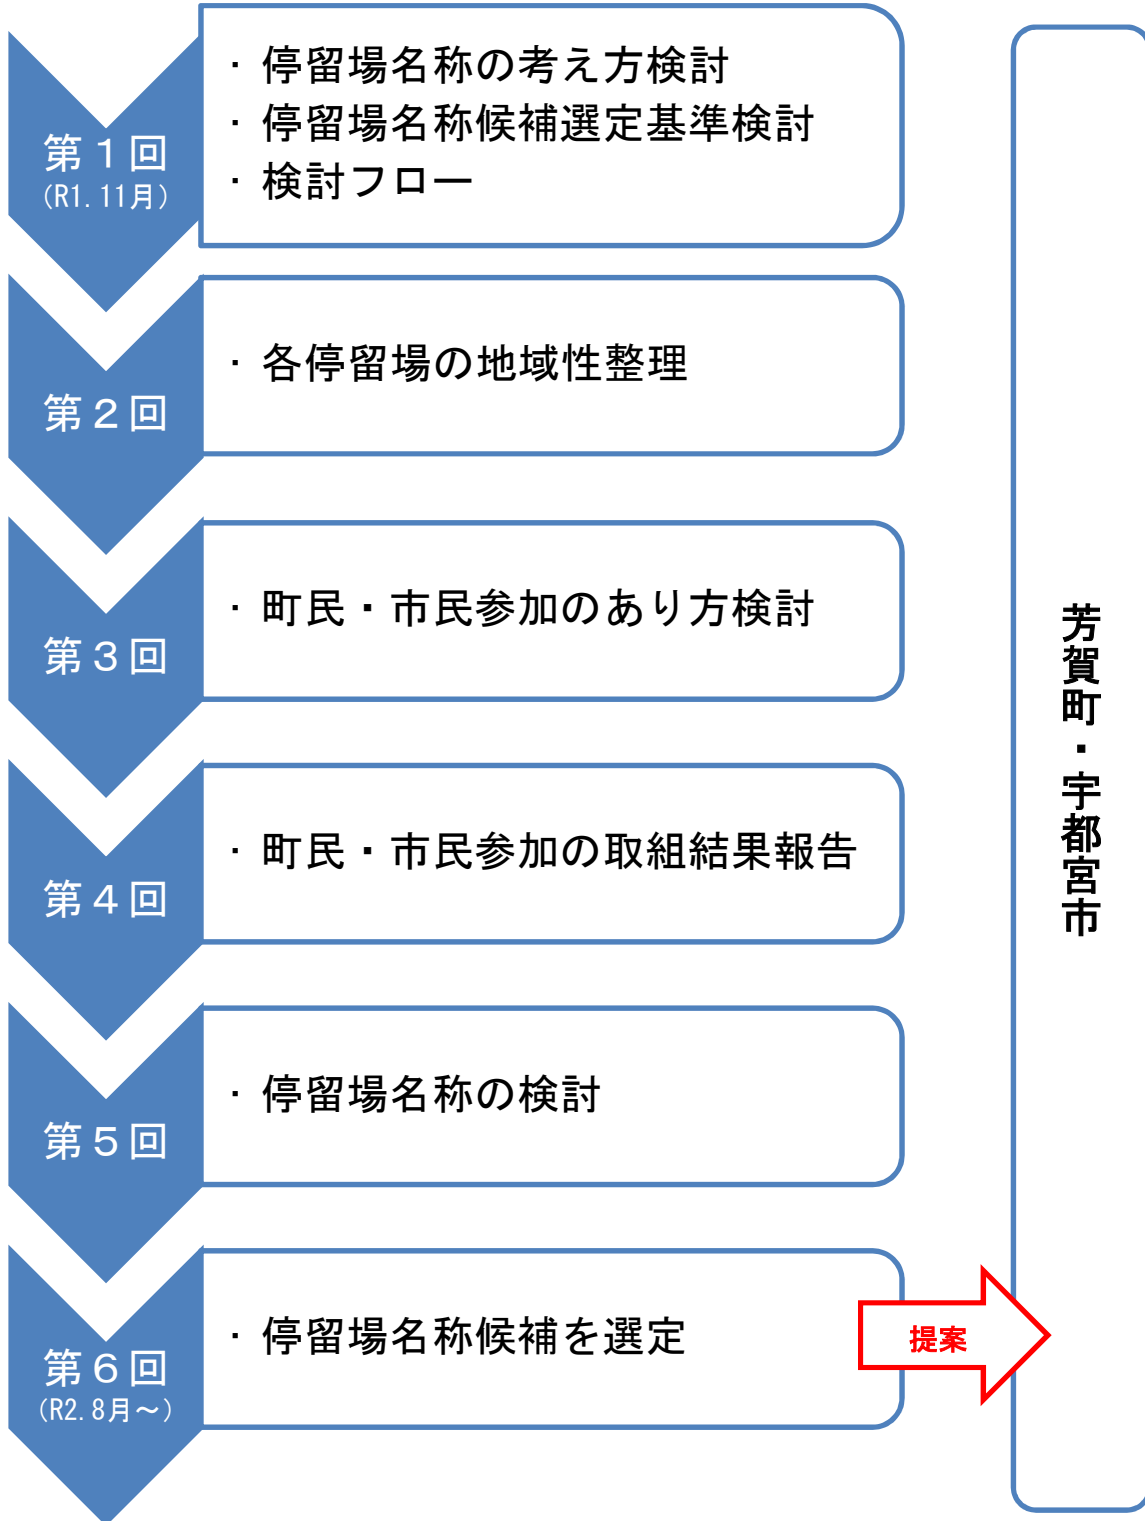 第１回
(R1.11月)
・停留場名称の考え方検討
・停留場名称候補選定基準検討
・検討フロー
第２回
・各停留場の地域性整理
第３回
・町民・市民参加のあり方検討
第４回
・町民・市民参加の取組結果報告
第５回
・停留場名称の検討
第６回
(R2.8月～)
・停留場名称候補を選定
提案
芳賀町・宇都宮市